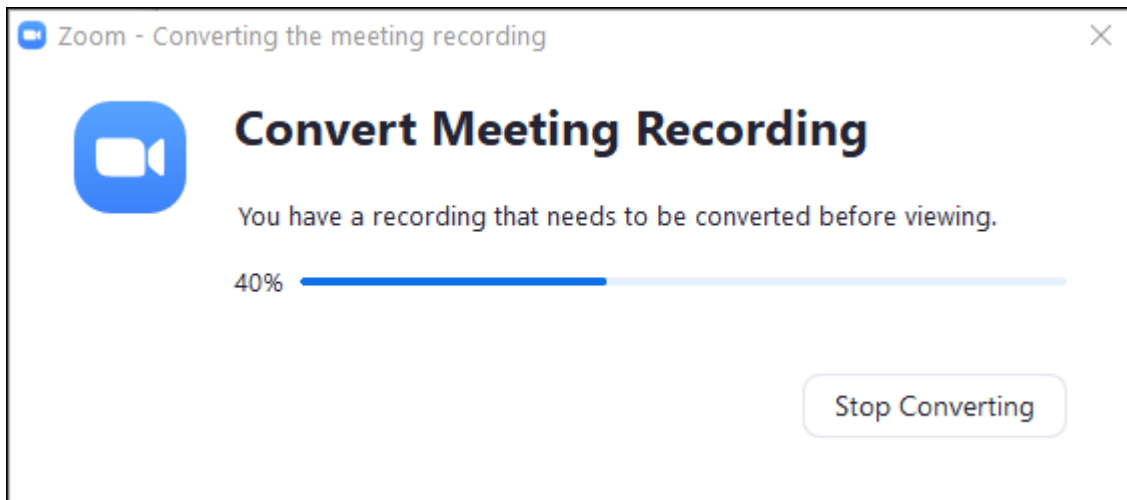 Zoom - Converting the meeting recording
Convert Meeting Recording
You have a recording that needs to be converted before viewing.
40%
Stop Converting